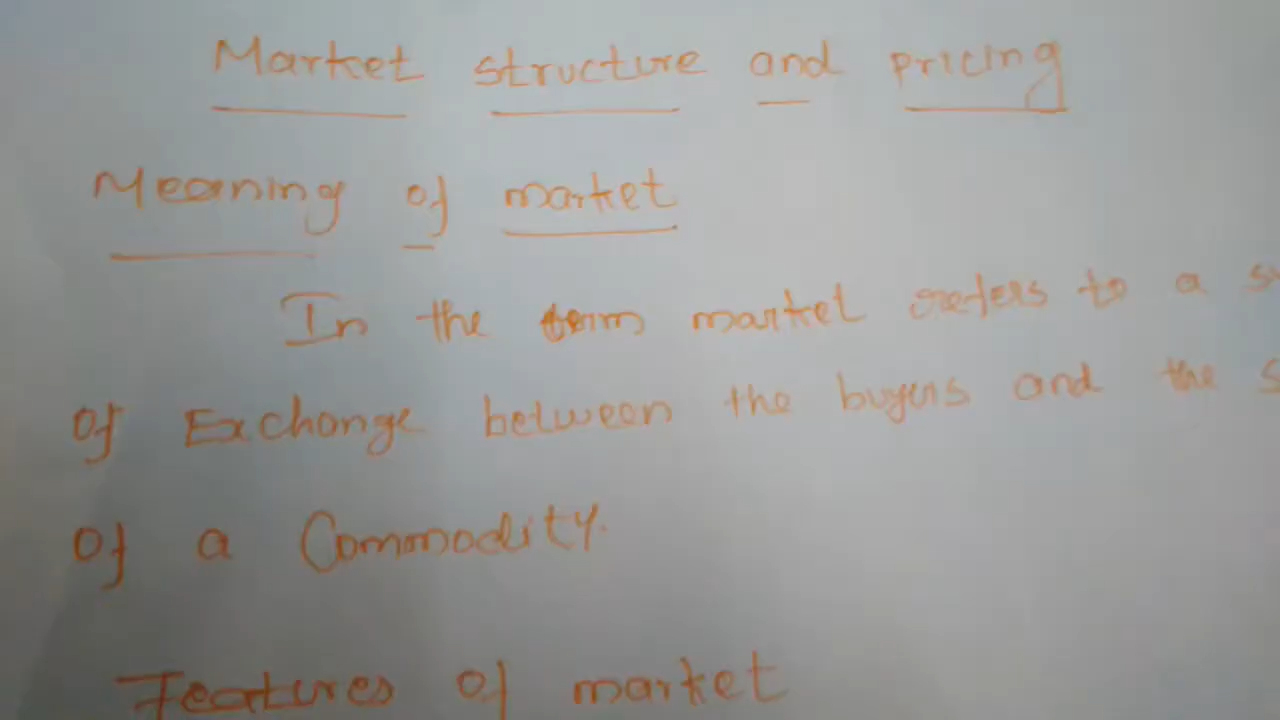 Market structure and pricing
Meaning of market
In the term market refers to a
of Exchange between the buyers and the
of a Commodity.
Features of market